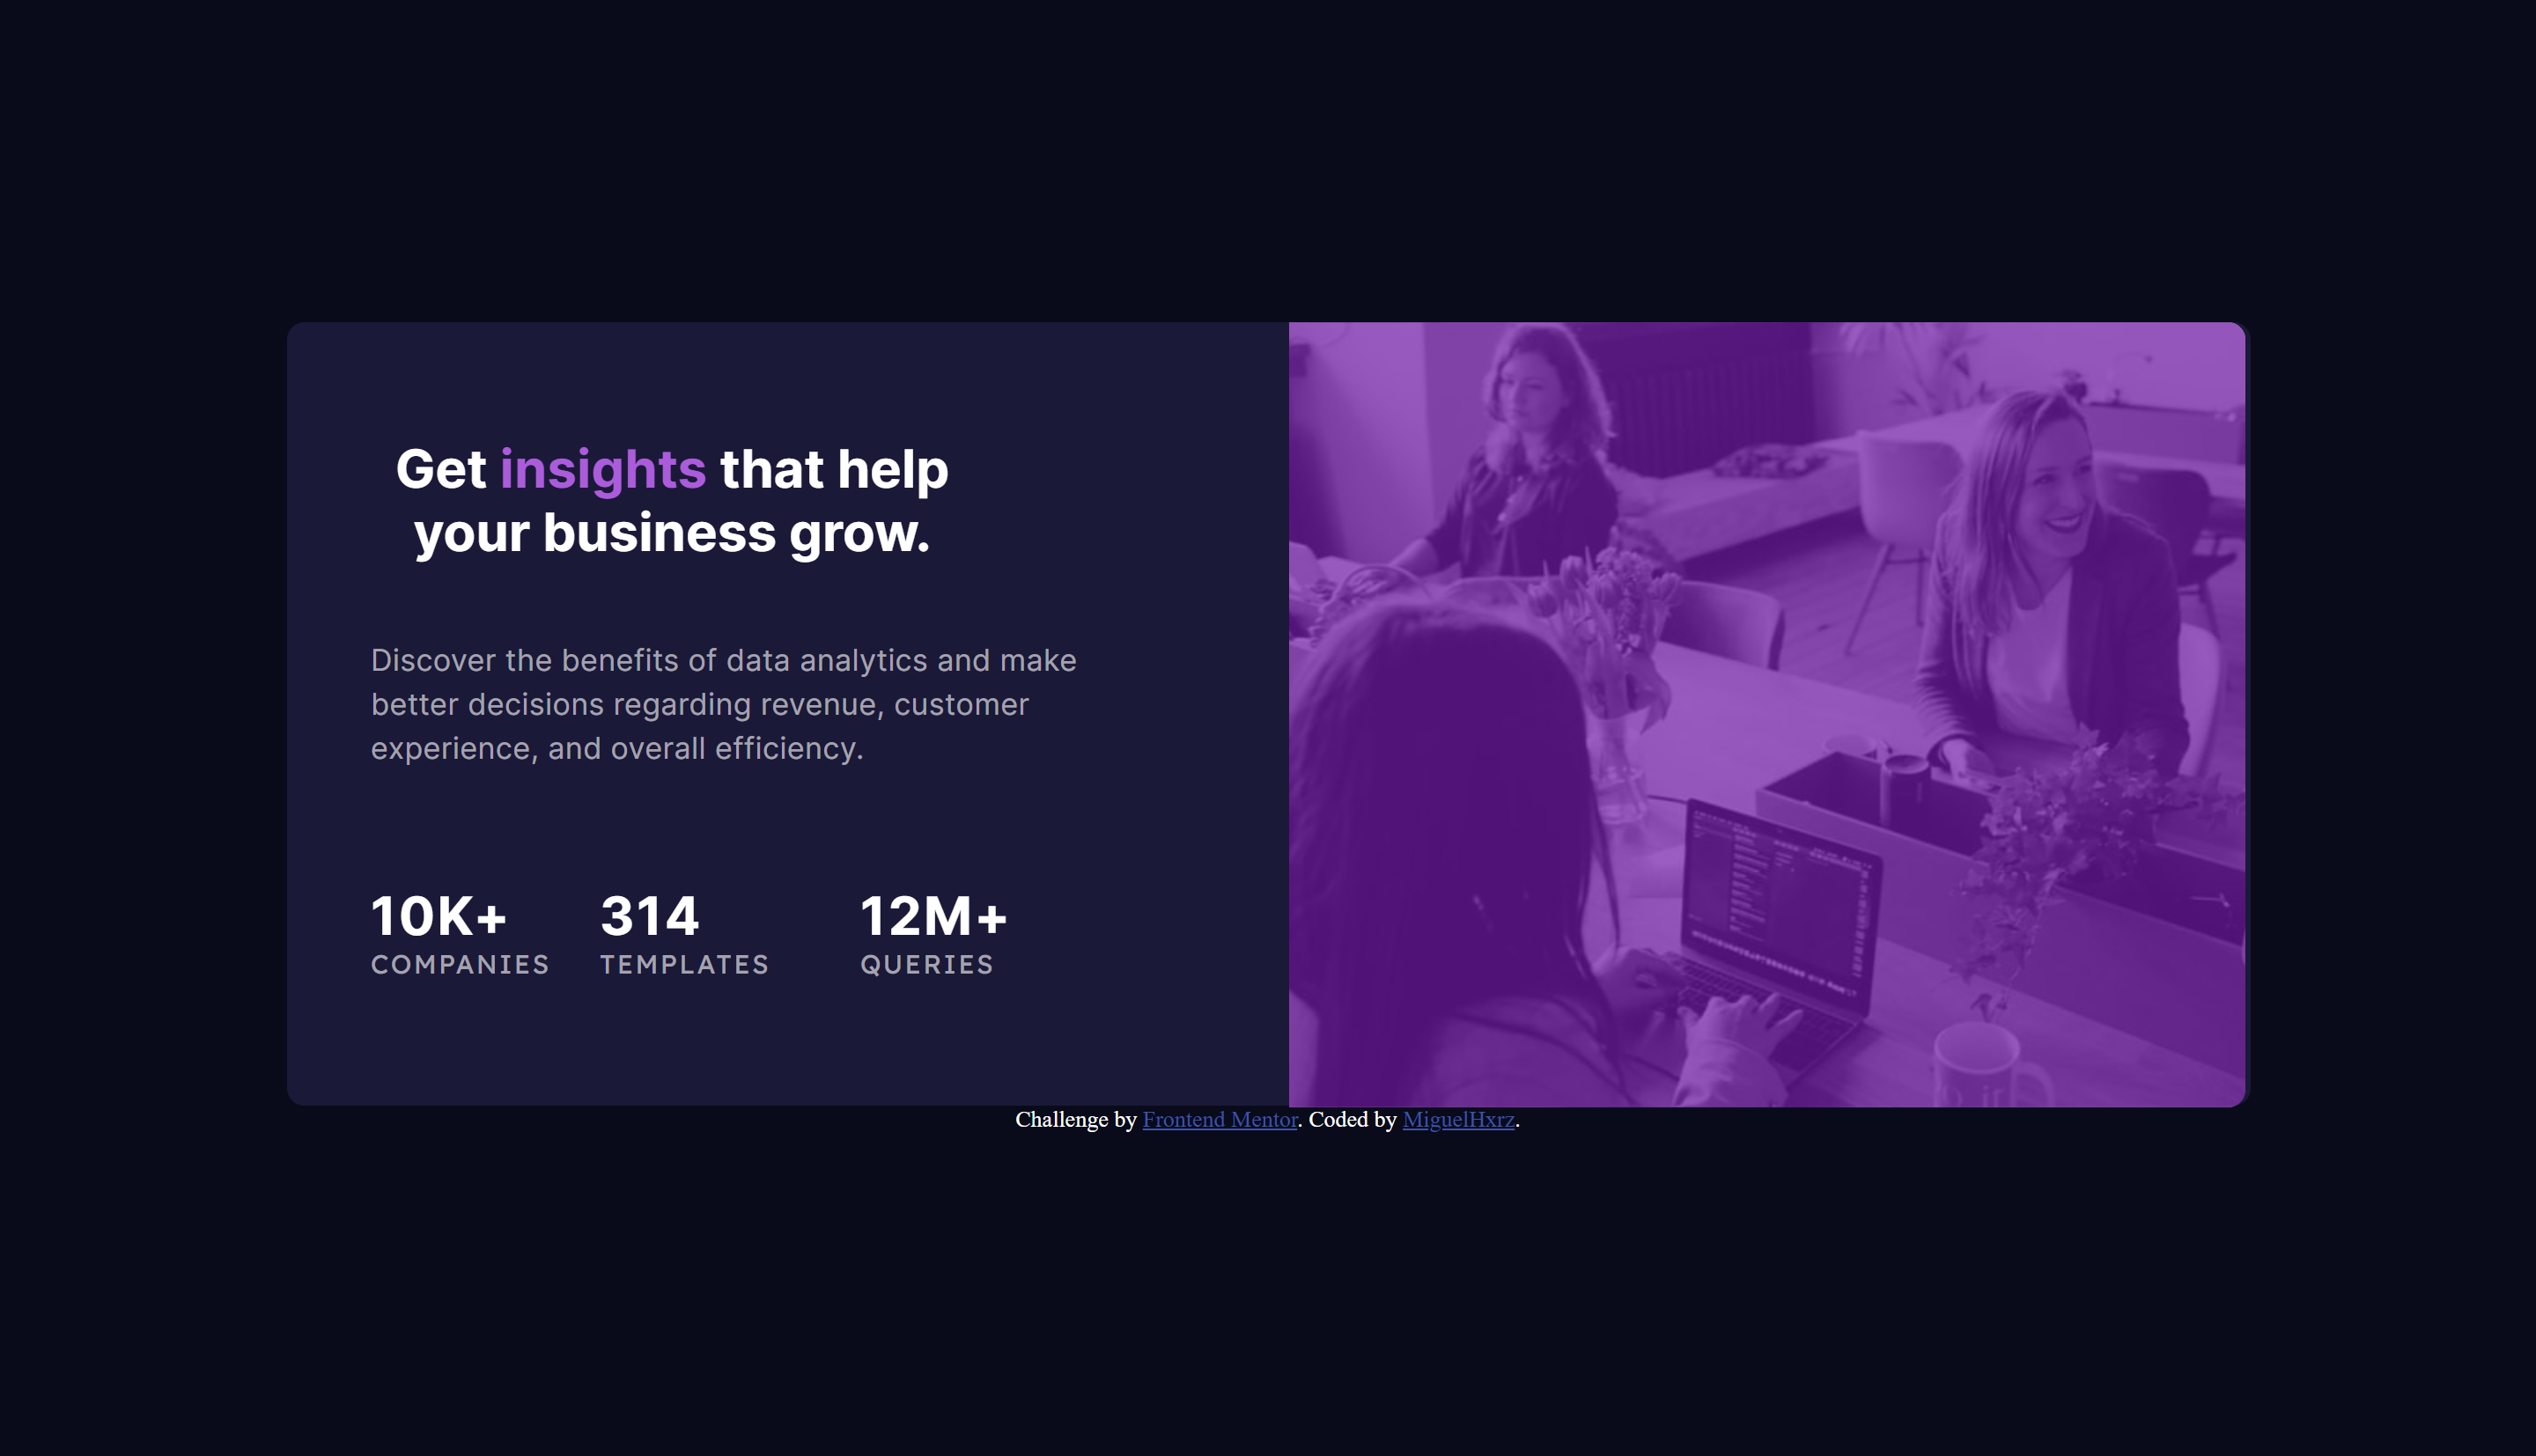 Get insights that help
your business grow.
Discover the benefits of data analytics and make
better decisions regarding revenue, customer
experience, and overall efficiency.
10K+ 314 12M+
COMPANIES TEMPLATES QUERIES
Challenge by Frontend Mentor. Coded by MiguelHxrz.